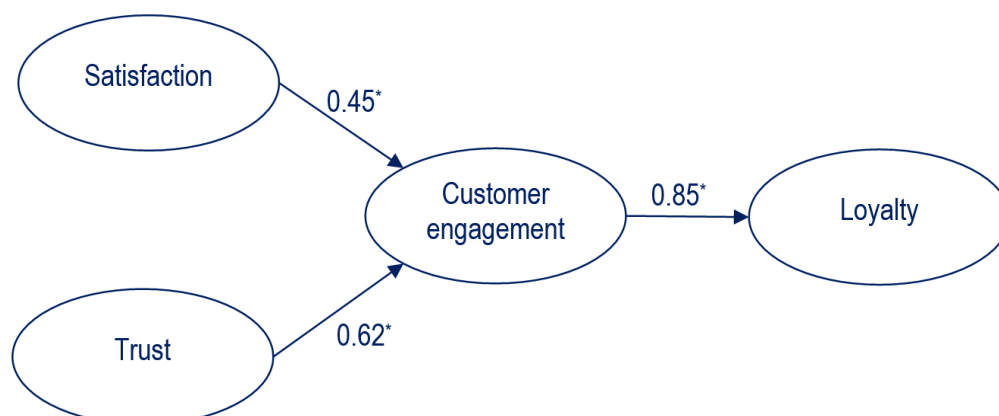 Satisfaction
0.45*
Customer
engagement
0.85*
Loyalty
Trust
0.62*